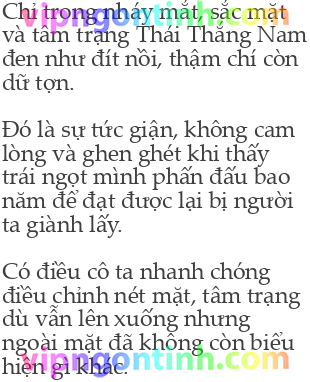 Chỉ trong nháy mắt, sắc mặt
và tâm trạng Thái Thăng Nam
đen như đít nồi, thậm chí còn
dữ tợn.
Đó là sự tức giận, không cam
lòng và ghen ghét khi thấy
trái ngọt mình phấn đấu bao
năm để đạt được lại bị người
ta giành lấy.
Có điều cô ta nhanh chóng
điều chỉnh nét mặt, tâm trạng
dù vẫn lên xuống nhưng
ngoài mặt đã không còn biểu
hiện gì khác.
vipngontinh.com
vipngontinh.com